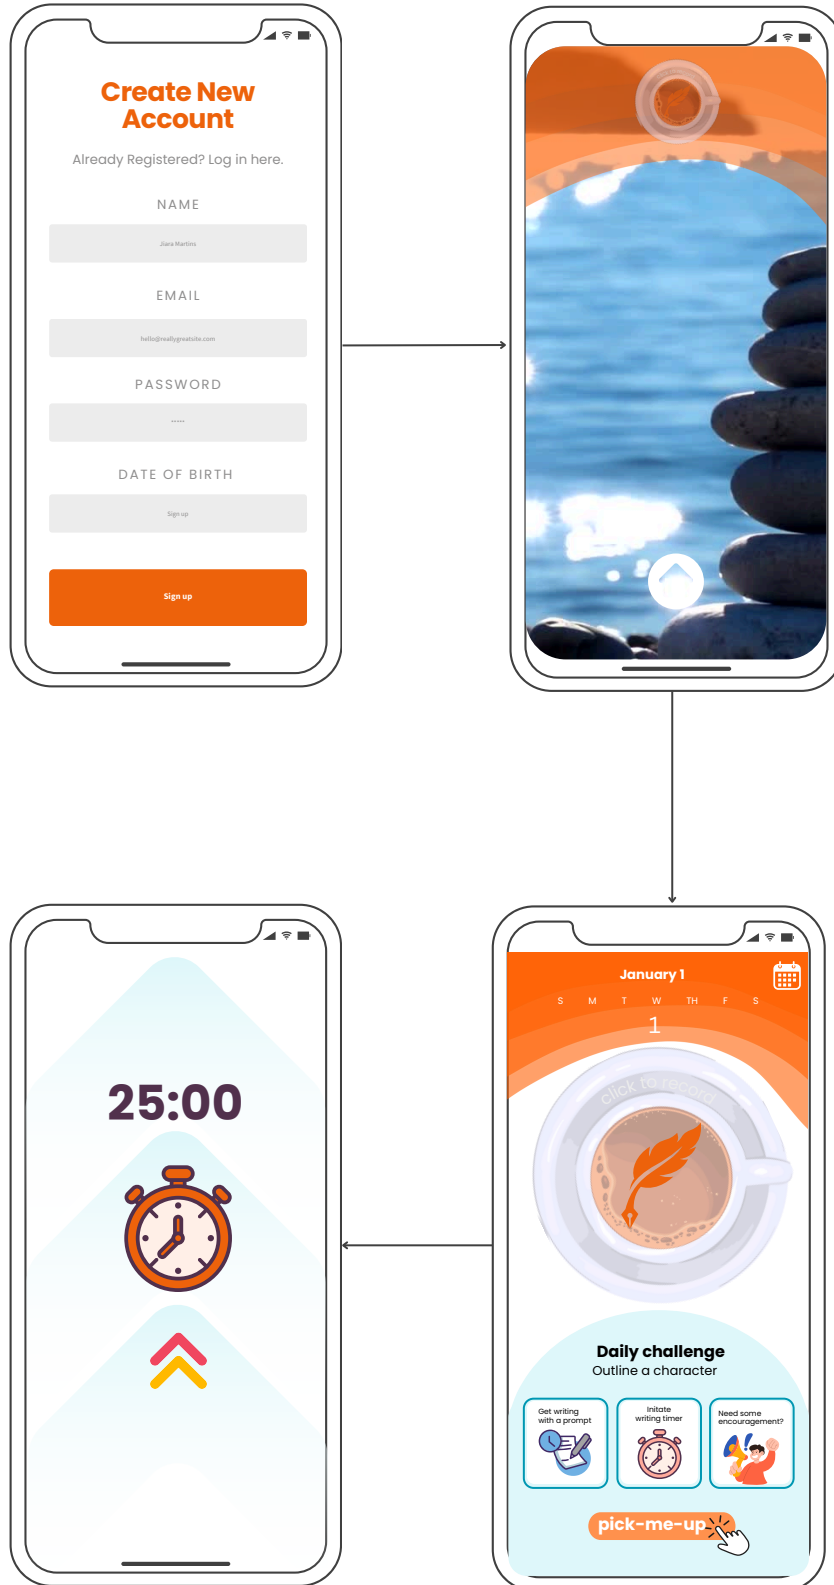 Create New
Account
Already Registered? Log in here.
NAME
Jiara Martins
EMAIL
hello@reallygreatsite.com
PASSWORD
•••••
DATE OF BIRTH
Sign up
Sign up
January 1
S M T W TH F S
1
click to record
Daily challenge
Outline a character
Get writing
with a prompt
Initate
writing timer
Need some
encouragement?
pick-me-up
25:00